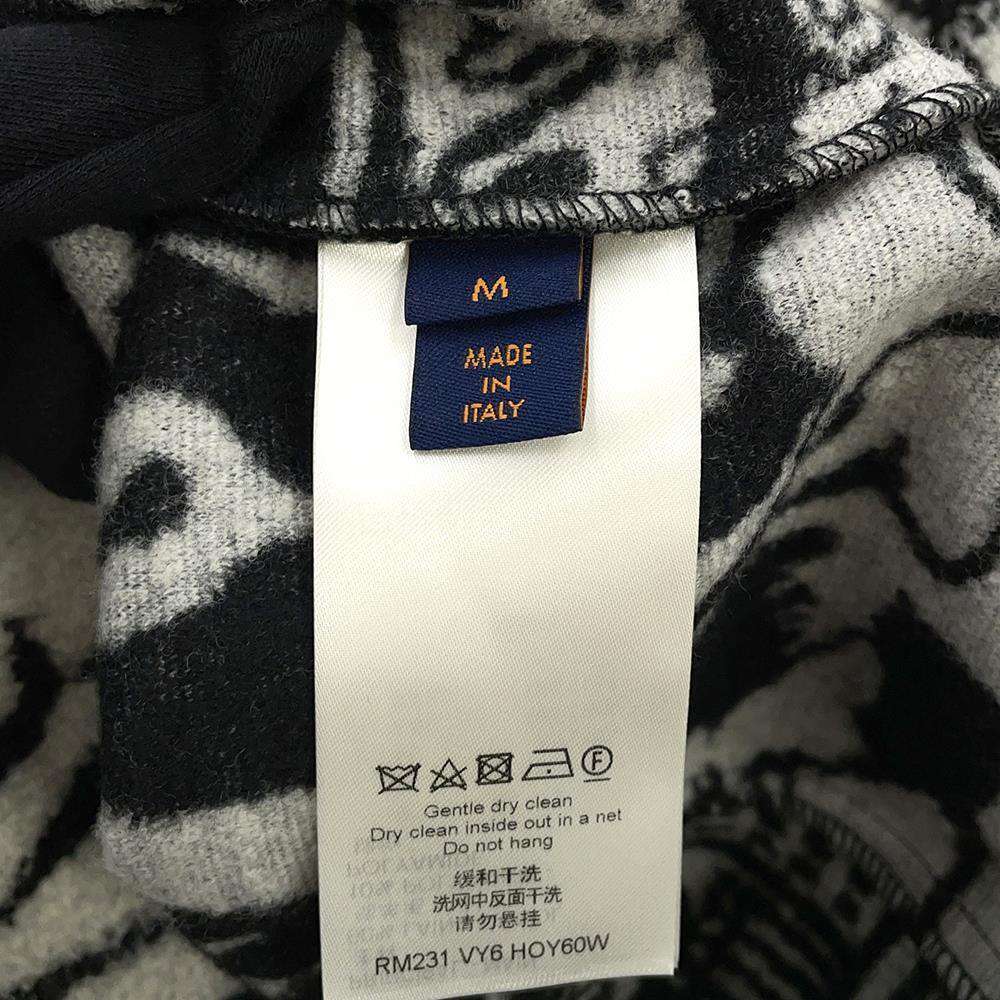 M
MADE
IN
ITALY
F
Gentle dry clean
Dry clean inside out in a net
Do not hang
缓和干洗
洗网中反面干洗
请勿悬挂
RM231 VY6 HOY60W